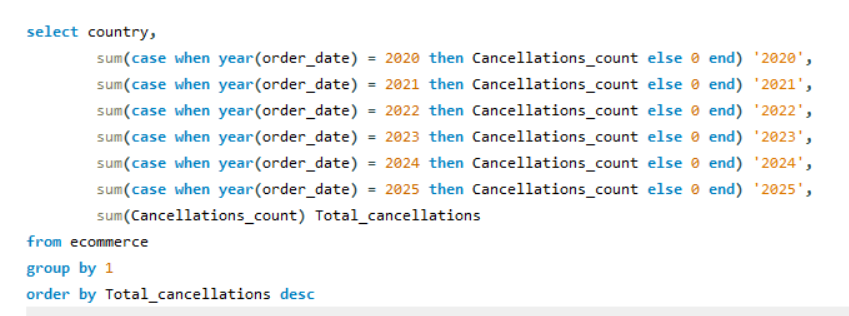 select country,
sum(case when year(order_date) = 2020 then Cancellations_count else 0 end) '2020',
sum(case when year(order_date) = 2021 then Cancellations_count else 0 end) '2021',
sum(case when year(order_date) = 2022 then Cancellations_count else 0 end) '2022',
sum(case when year(order_date) = 2023 then Cancellations_count else 0 end) '2023',
sum(case when year(order_date) = 2024 then Cancellations_count else 0 end) '2024',
sum(case when year(order_date) = 2025 then Cancellations_count else 0 end) '2025',
sum(Cancellations_count) Total_cancellations
from ecommerce
group by 1
order by Total_cancellations desc